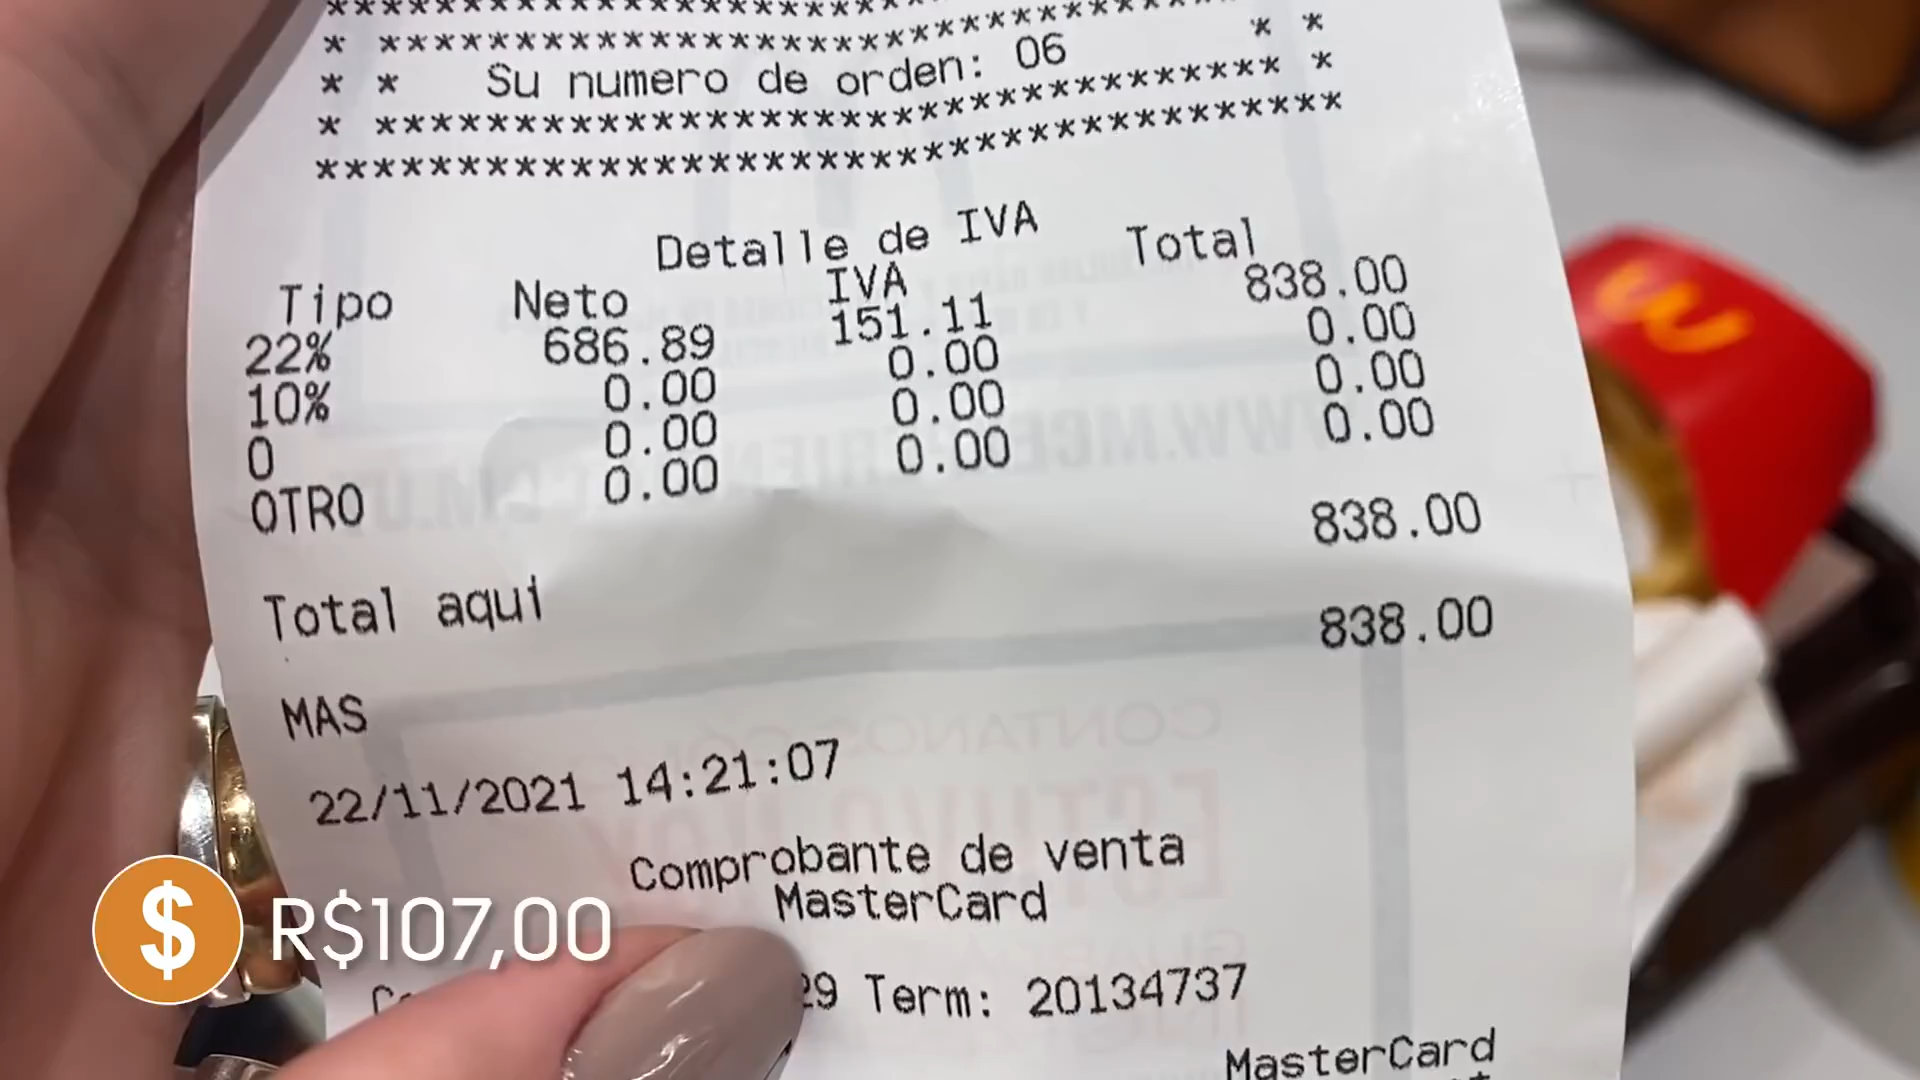 ******************************************
* ************************************ * *
* * Su numero de orden: 06
* ********************************* *
*************************************
Detalle de IVA
Tipo Neto IVA Total
22% 686.89 151.11 838.00
10% 0.00 0.00 0.00
0 0.00 0.00 0.00
OTRO 0.00 0.00 0.00
838.00
Total aqui 838.00
MAS
22/11/2021 14:21:07
Comprobante de venta
MasterCard
29 Term: 20134737
MasterCard
$ R$107,00